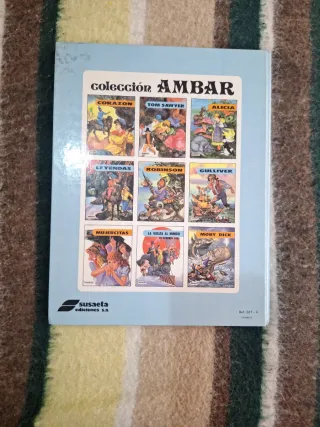 colección AMBAR
CORAZON
TOM SAWYER
ALICIA
LEYENDAS
ROBINSON
GULLIVER
MUJERCITAS
LA VUELTA AL MUNDO
MOBY DICK
susaeta
ediciones S.A.